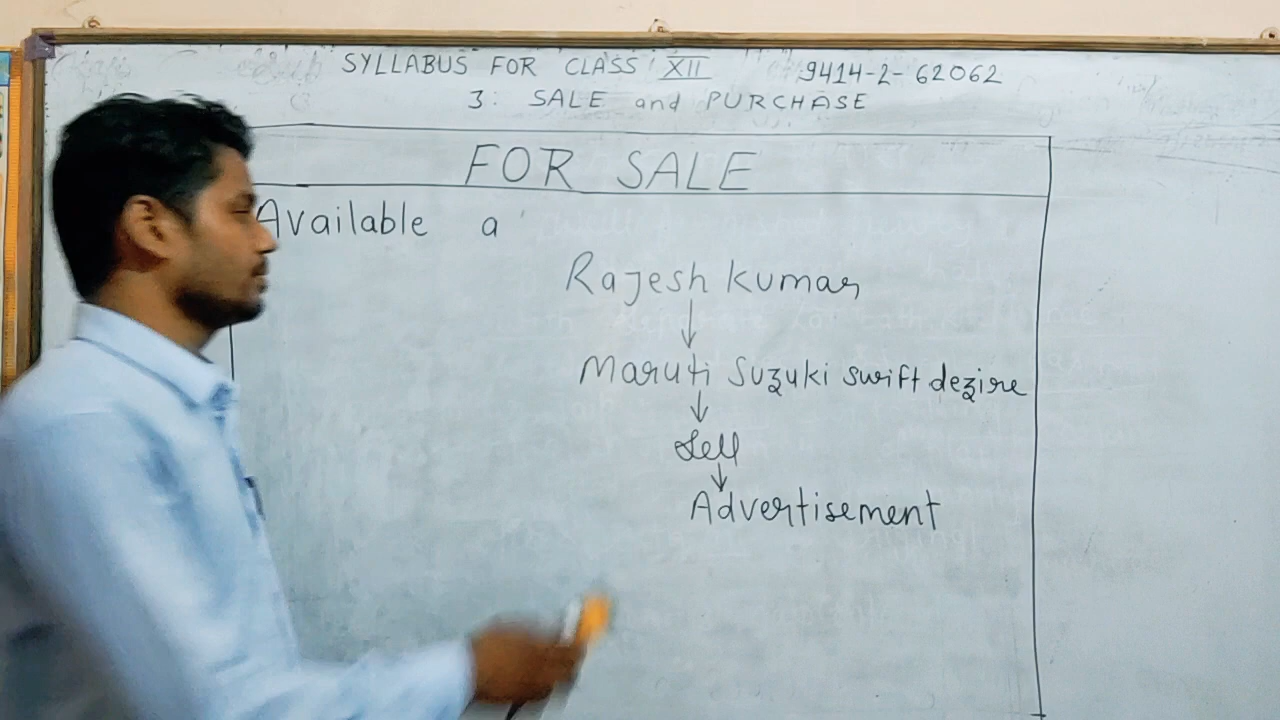 SYLLABUS FOR CLASS XII 9414-2-62062
3: SALE and PURCHASE
FOR SALE
Available a
Rajesh kumar
Maruti Suzuki swift dezire
Sell
Advertisement